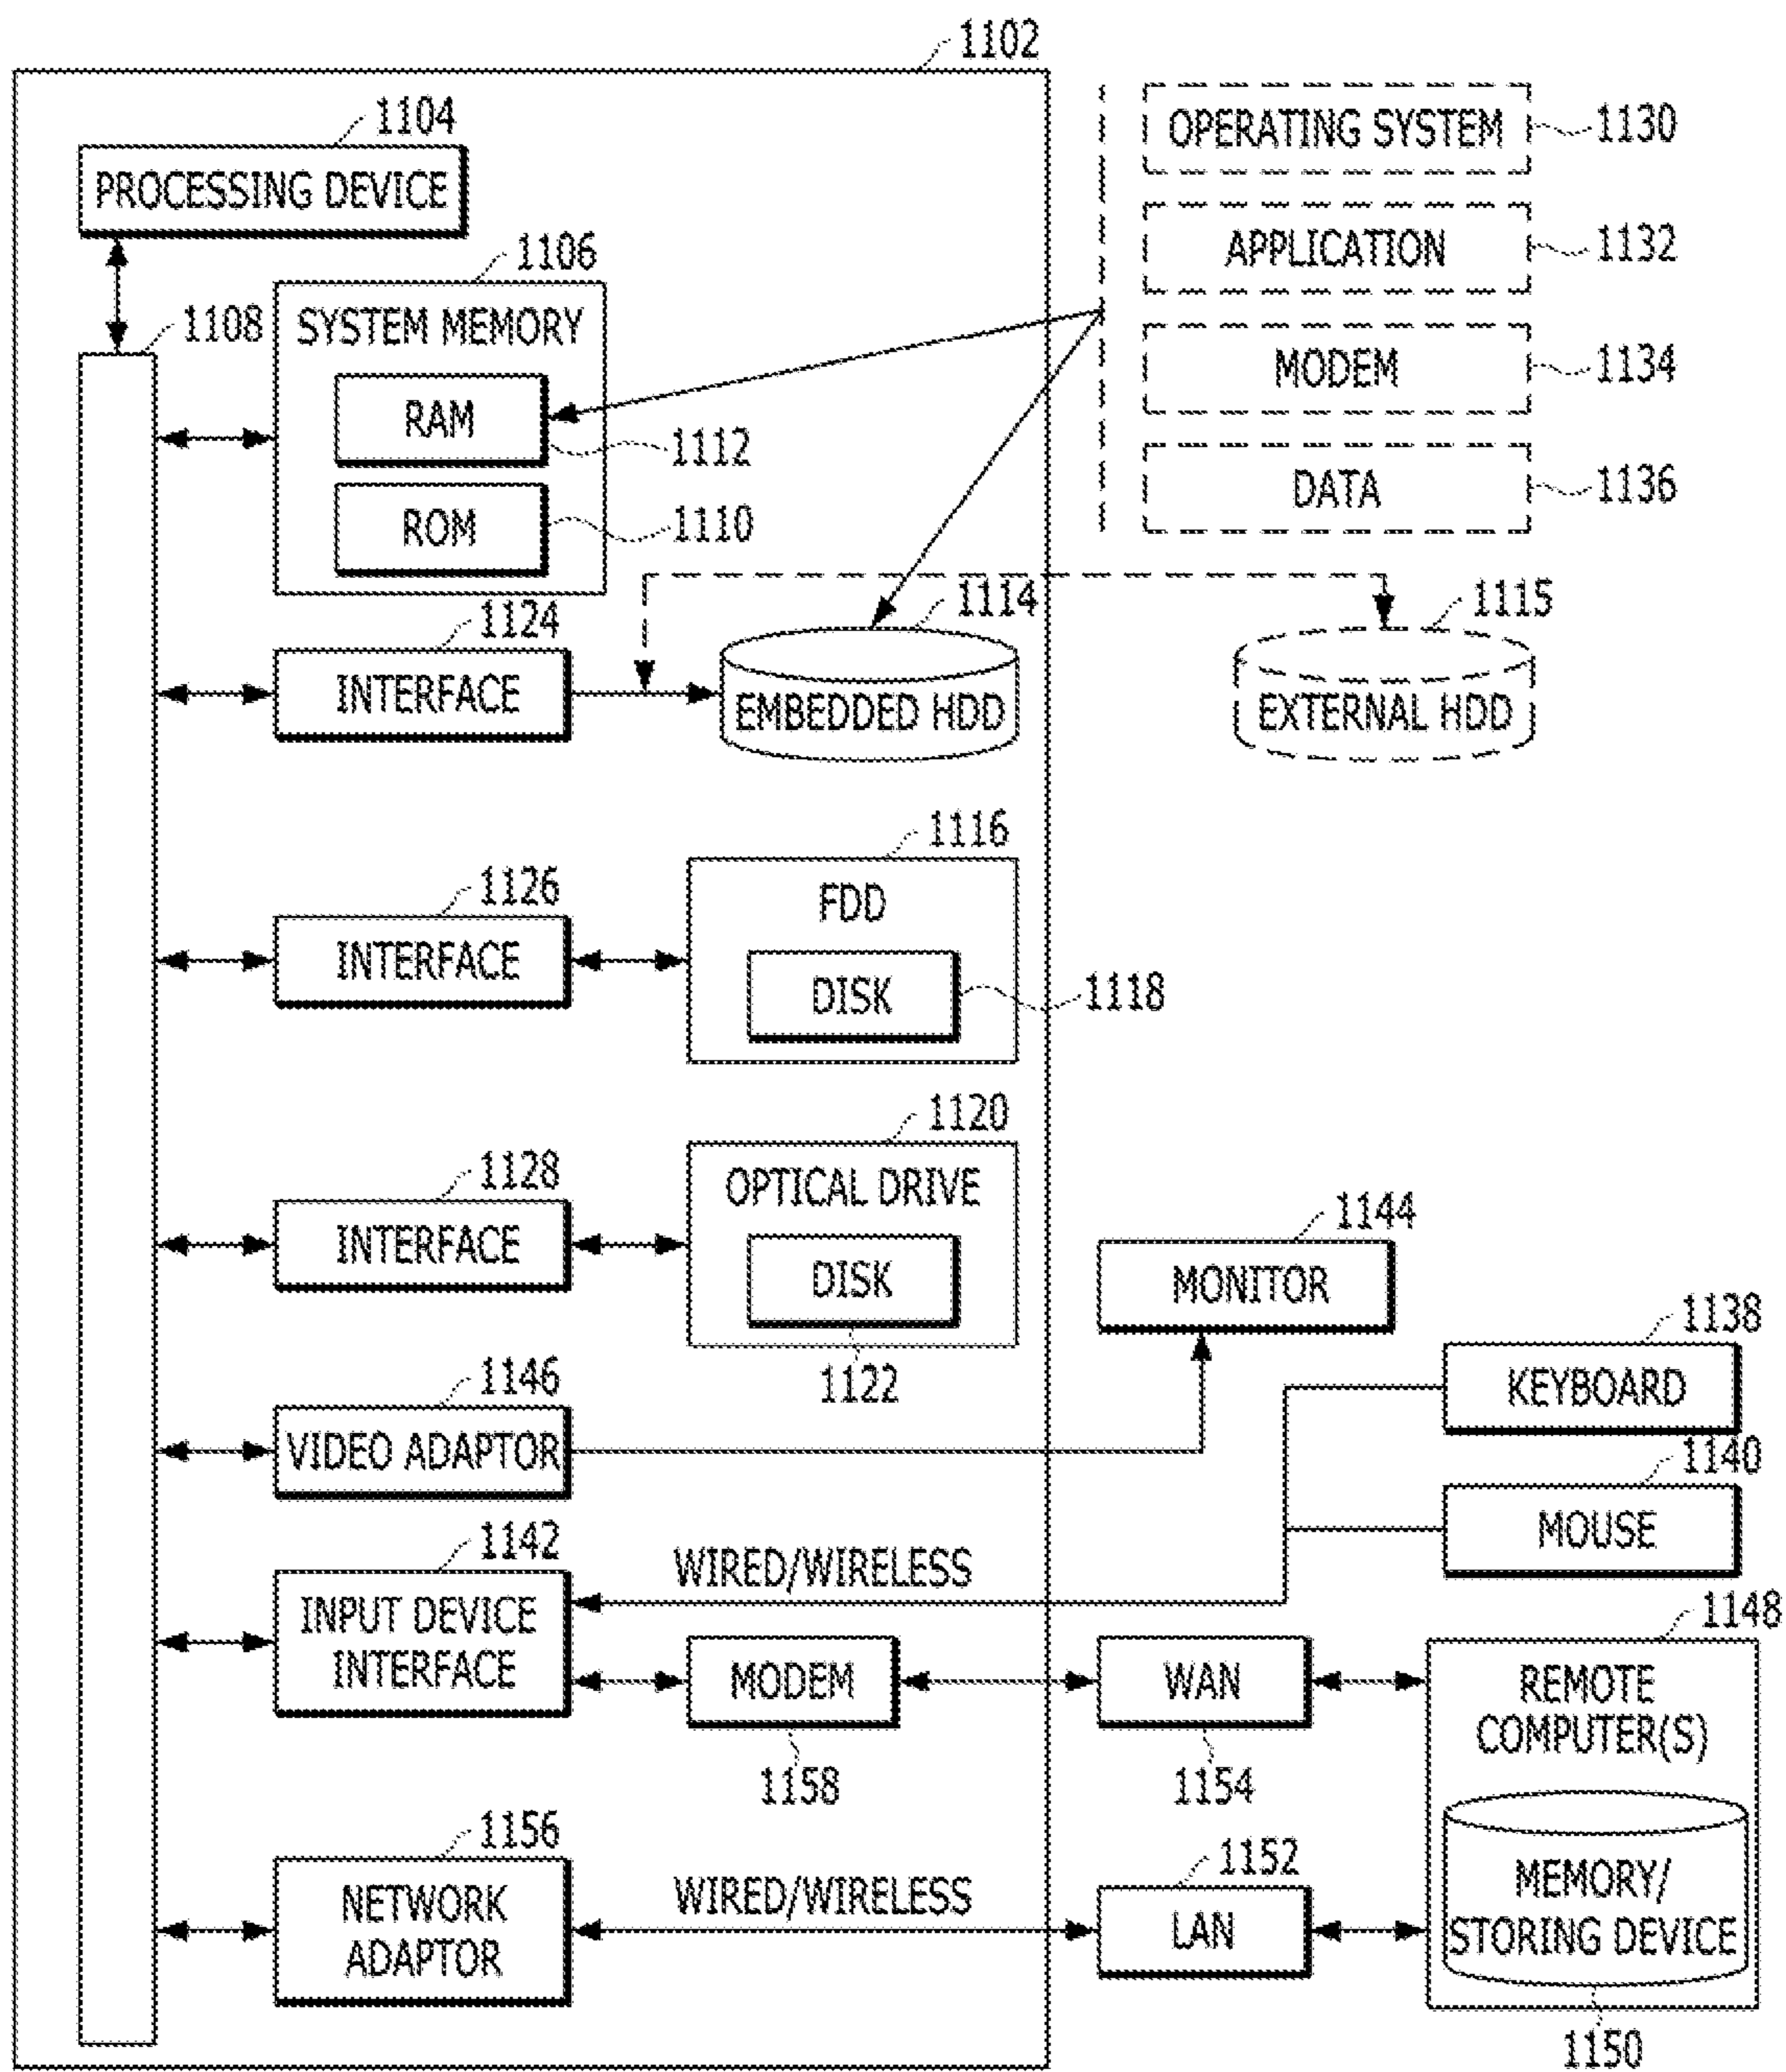 1102
1104
PROCESSING DEVICE
1106
SYSTEM MEMORY
1108
RAM
1112
ROM
1110
OPERATING SYSTEM
1130
APPLICATION
1132
MODEM
1134
DATA
1136
1124
INTERFACE
1114
EMBEDDED HDD
1115
EXTERNAL HDD
1116
FDD
1126
INTERFACE
DISK
1118
1120
OPTICAL DRIVE
1128
INTERFACE
DISK
1122
1144
MONITOR
1138
KEYBOARD
1146
VIDEO ADAPTOR
1140
MOUSE
1142
INPUT DEVICE
INTERFACE
WIRED/WIRELESS
MODEM
1158
WAN
1154
1148
REMOTE
COMPUTER(S)
MEMORY/
STORING DEVICE
1150
1156
NETWORK
ADAPTOR
WIRED/WIRELESS
1152
LAN